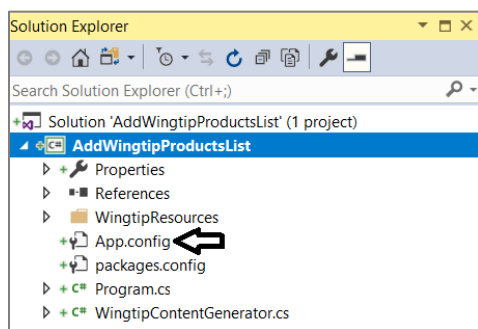 Solution Explorer
Search Solution Explorer (Ctrl+;)
Solution 'AddWingtipProductsList' (1 project)
C# AddWingtipProductsList
Properties
References
WingtipResources
App.config
packages.config
C# Program.cs
C# WingtipContentGenerator.cs